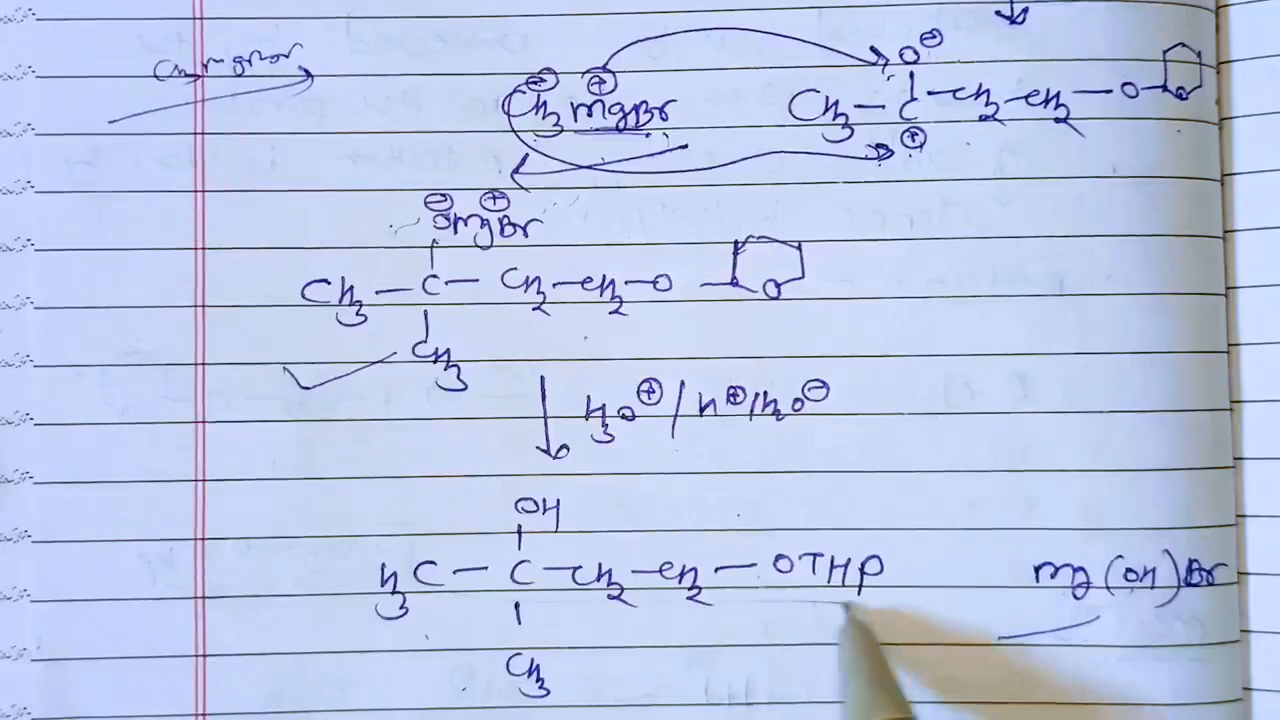 CH3MgBr
⊖ ⊕ O⊖
CH3MgBr CH3-C-CH2-CH2-O-
⊕
O
⊖ ⊕
OMgBr
CH3-C-CH2-CH2-O-
O
CH3
H3O⊕/H⊕/H2O⊖
OH
H3C-C-CH2-CH2-OTHP Mg(OH)Br
CH3